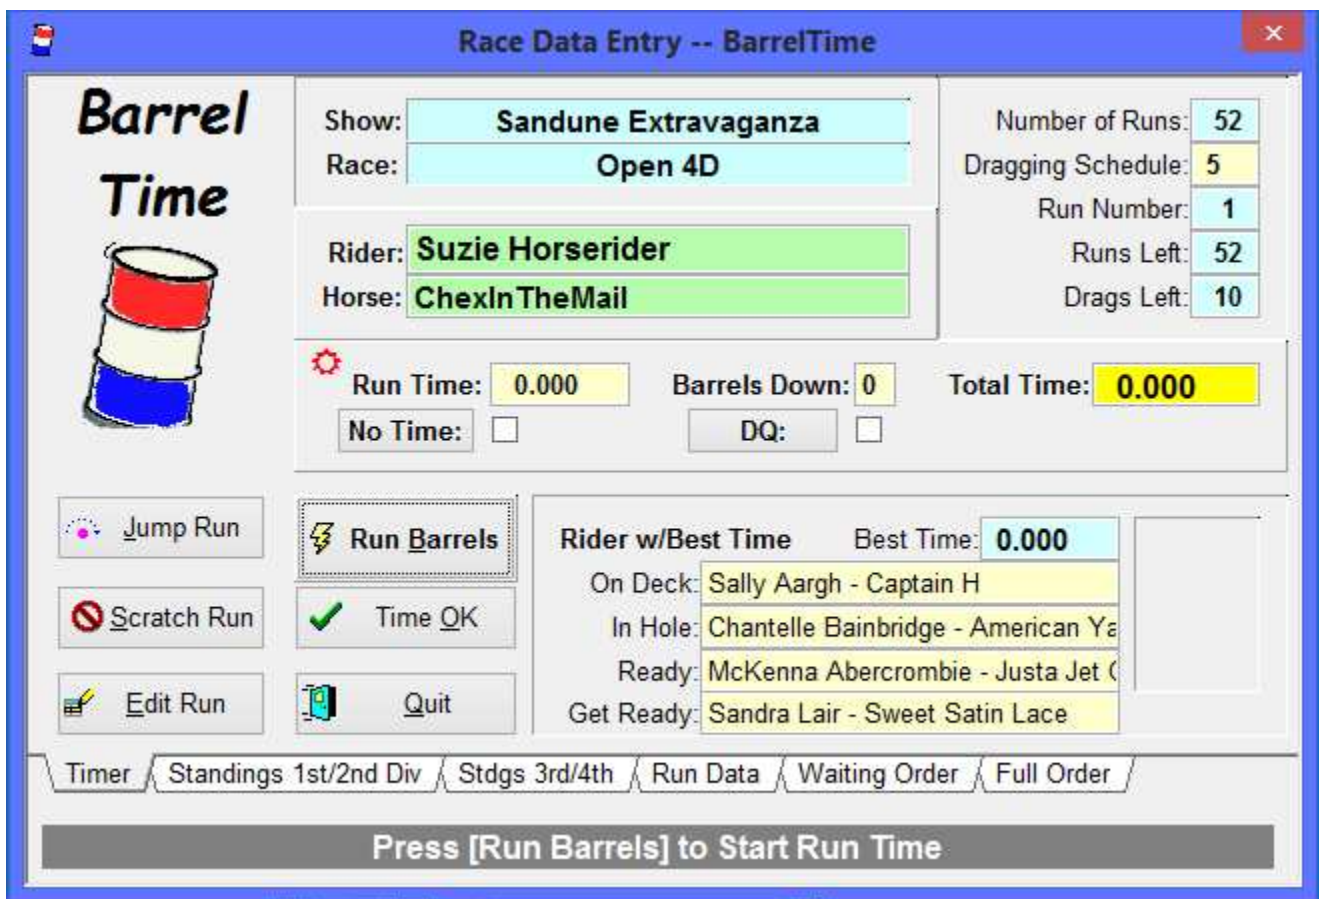 Race Data Entry -- BarrelTime
Barrel
Time
Show: Sandune Extravaganza
Race: Open 4D
Rider: Suzie Horserider
Horse: ChexInTheMail
Number of Runs: 52
Dragging Schedule: 5
Run Number: 1
Runs Left: 52
Drags Left: 10
Run Time: 0.000 Barrels Down: 0 Total Time: 0.000
No Time: DQ:
Jump Run
Scratch Run
Edit Run
Run Barrels
Time OK
Quit
Rider w/Best Time Best Time: 0.000
On Deck: Sally Aargh - Captain H
In Hole: Chantelle Bainbridge - American Ya
Ready: McKenna Abercrombie - Justa Jet
Get Ready: Sandra Lair - Sweet Satin Lace
Timer Standings 1st/2nd Div Stdgs 3rd/4th Run Data Waiting Order Full Order
Press [Run Barrels] to Start Run Time